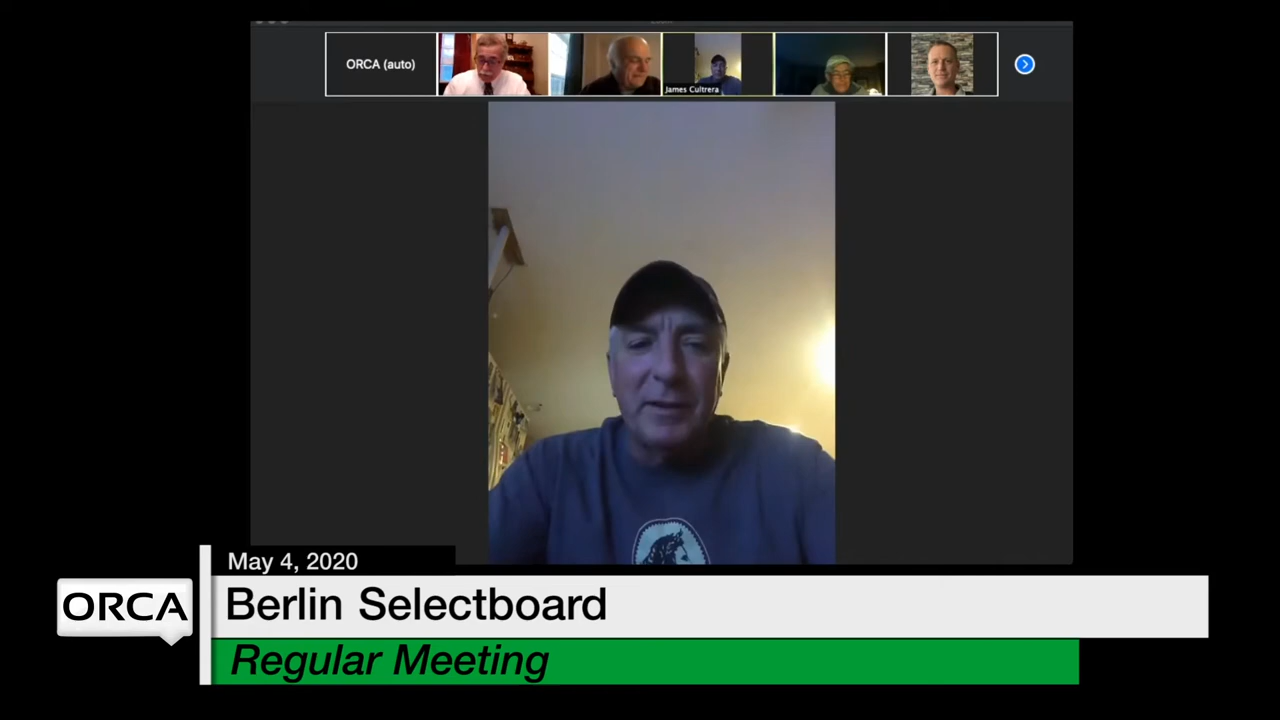 ORCA (auto)
James Cultrera
May 4, 2020
ORCA
Berlin Selectboard
Regular Meeting